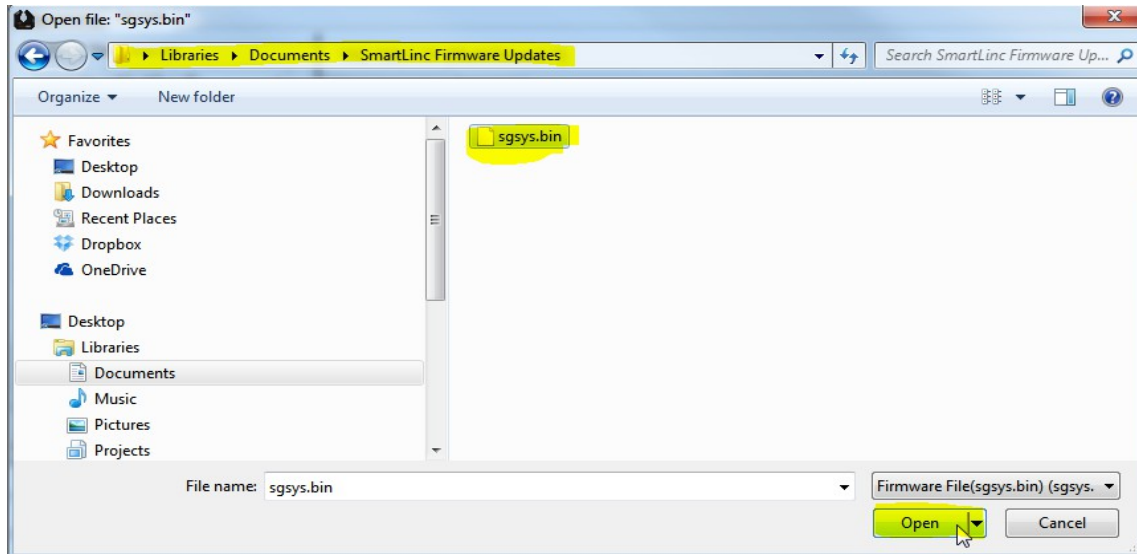 Open file: "sgsys.bin"
Libraries Documents SmartLinc Firmware Updates
Search SmartLinc Firmware Up...
Organize New folder
Favorites
Desktop
Downloads
Recent Places
Dropbox
OneDrive
Desktop
Libraries
Documents
Music
Pictures
Projects
sgsys.bin
File name: sgsys.bin
Firmware File(sgsys.bin) (sgsys.
Open Cancel